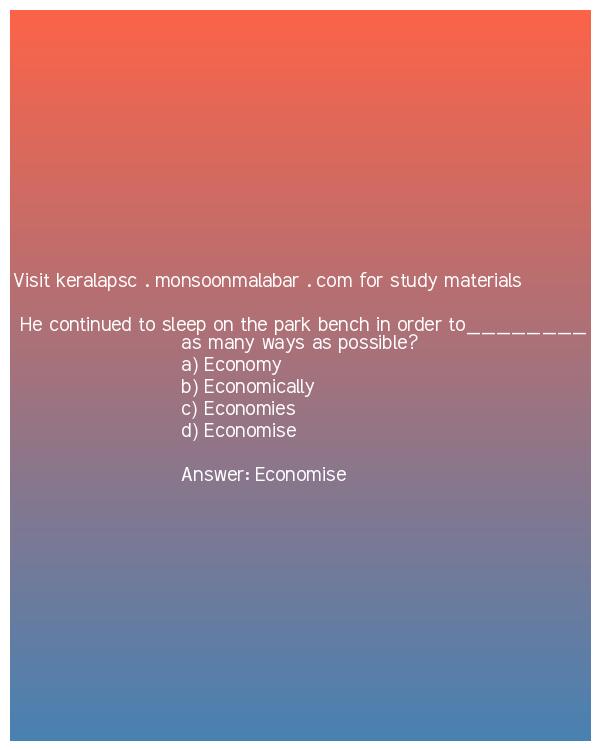 Visit keralapsc . monsoonmalabar . com for study materials
He continued to sleep on the park bench in order to________
as many ways as possible?
a) Economy
b) Economically
c) Economies
d) Economise
Answer: Economise